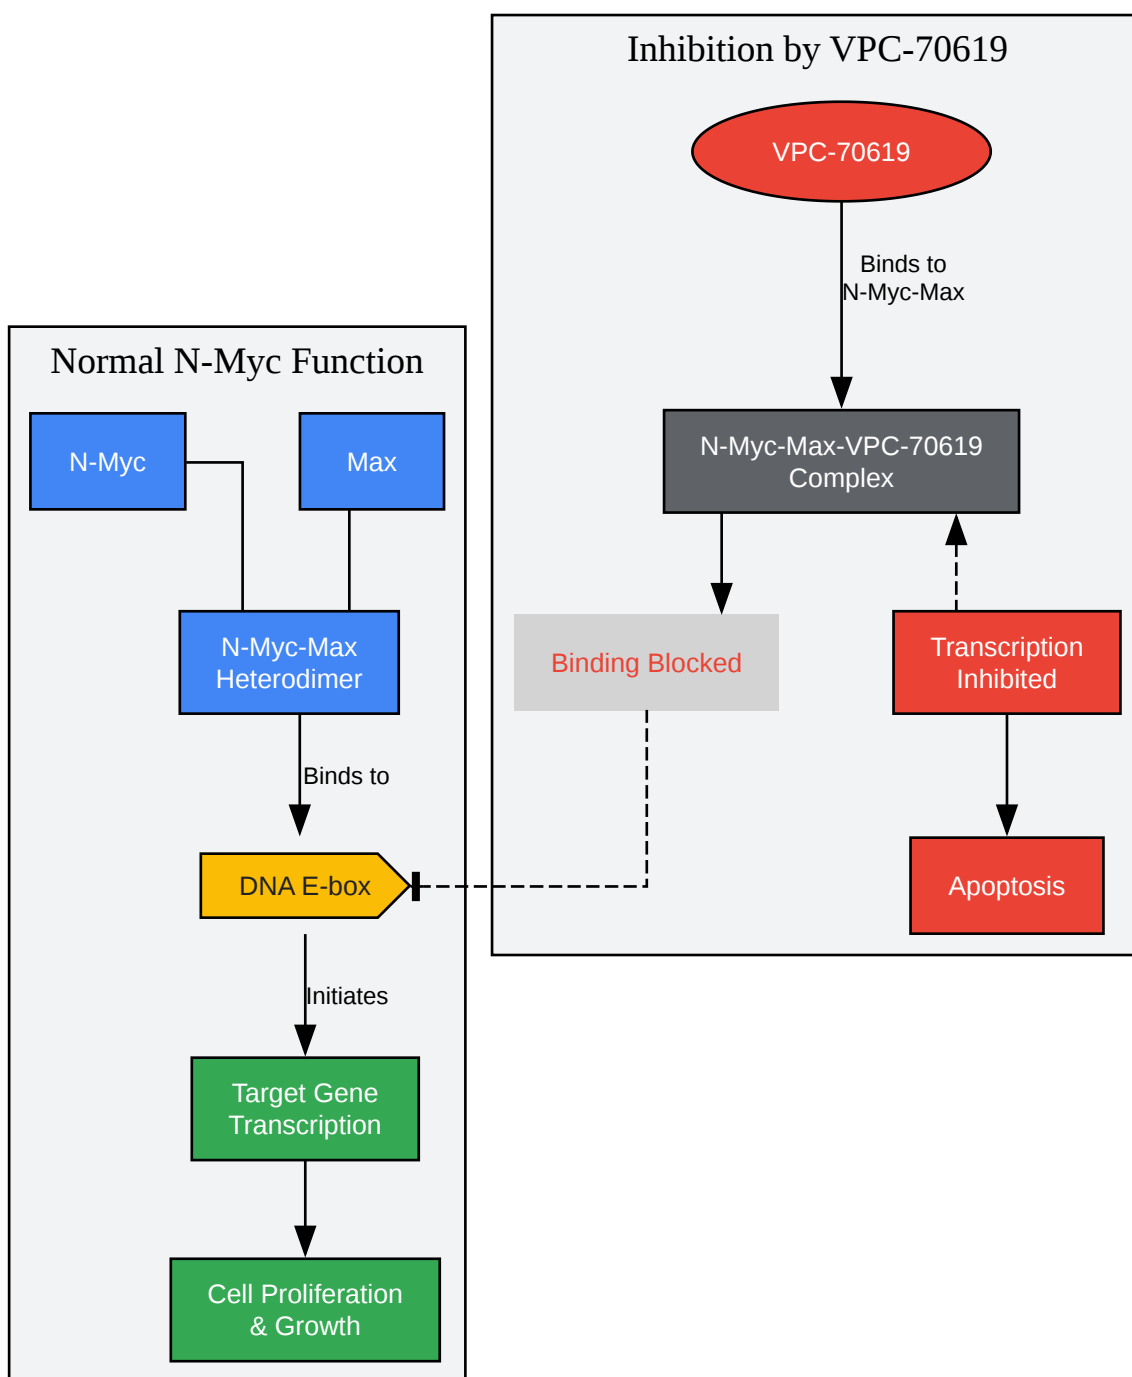 Inhibition by VPC-70619
VPC-70619
Binds to
N-Myc-Max
N-Myc-Max-VPC-70619
Complex
Binding Blocked
Transcription
Inhibited
Apoptosis
Normal N-Myc Function
N-Myc
Max
N-Myc-Max
Heterodimer
Binds to
DNA E-box
Initiates
Target Gene
Transcription
Cell Proliferation
& Growth